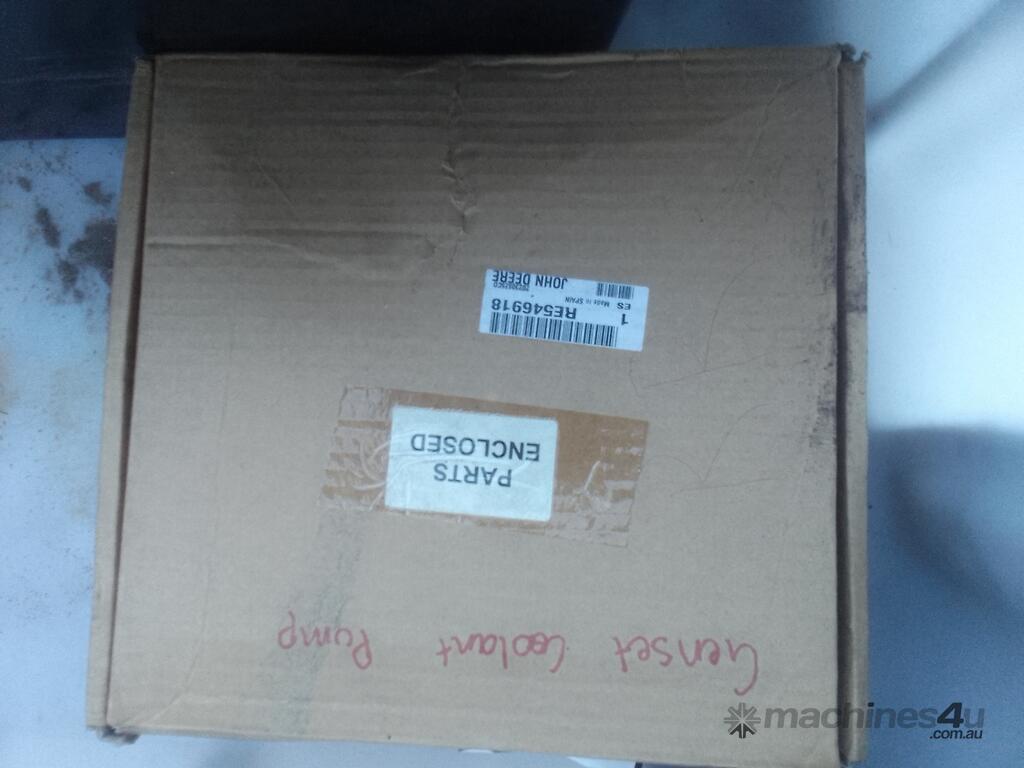 1
RE546918
ES Made in SPAIN
JOHN DEERE
PARTS
ENCLOSED
Genset Coolant Pump
machines4u
.com.au